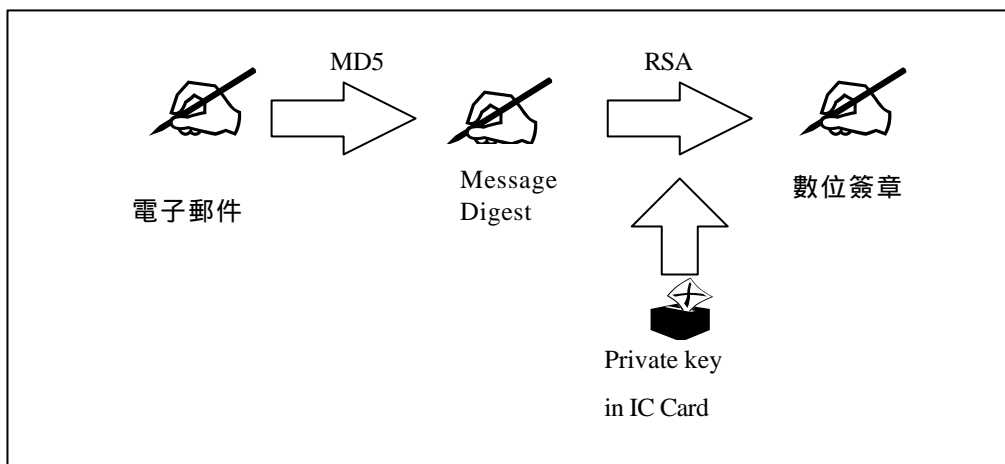 MD5
RSA
電子郵件
Message
Digest
數位簽章
Private key
in IC Card